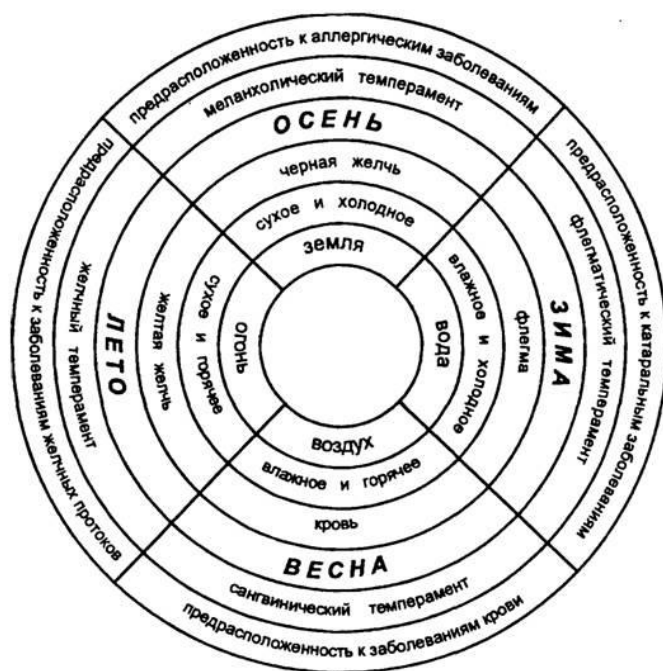 предрасположенность к аллергическим заболеваниям
меланхолический темперамент
ОСЕНЬ
черная желчь
сухое и холодное
земля
предрасположенность к катаральным заболеваниям
флегматический темперамент
ЗИМА
флегма
влажное и холодное
вода
воздух
влажное и горячее
кровь
ВЕСНА
сангвинический темперамент
предрасположенность к заболеваниям крови
предрасположенность к заболеваниям желчных протоков
желчный темперамент
ЛЕТО
желтая желчь
сухое и горячее
огонь